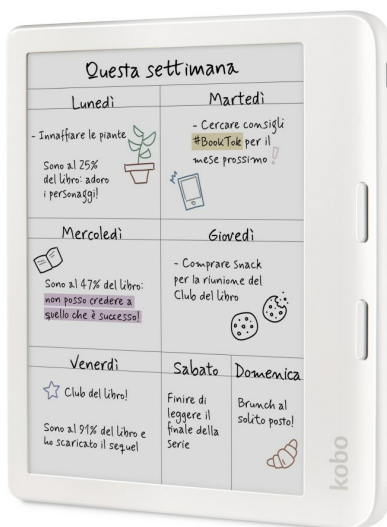 Questa settimana
Lunedì
- Innaffiare le piante
Sono al 25%
del libro: adoro
i personaggi!
Martedì
- Cercare consigli
#BookTok per il
mese prossimo!
Mercoledì
Sono al 47% del libro:
non posso credere a
quello che è successo!
Giovedì
- Comprare snack
per la riunione del
Club del libro
Venerdì
Club del libro!
Sono al 91% del libro e
ho scaricato il sequel
Sabato
Finire di
leggere il
finale della
serie
Domenica
Brunch al
solito posto!
kobo